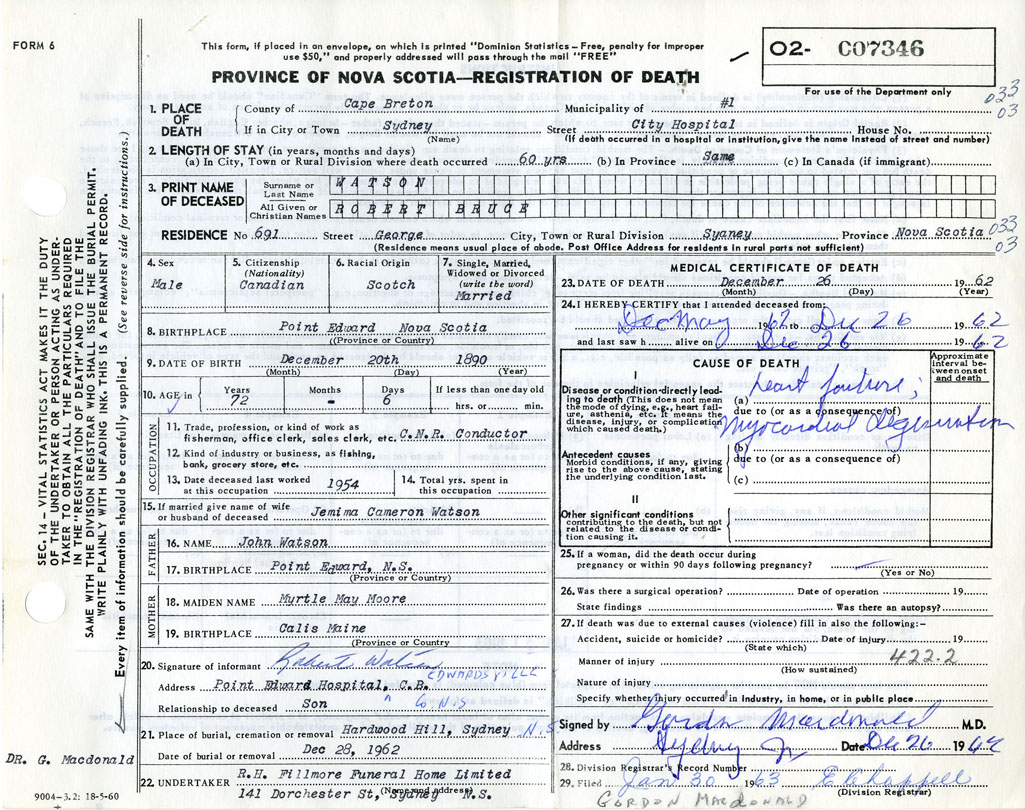 FORM 6
This form, if placed in an envelope, on which is printed "Dominion Statistics—Free, penalty for improper
use $50," and properly addressed will pass through the mail "FREE"
O2- C07346
For use of the Department only
PROVINCE OF NOVA SCOTIA—REGISTRATION OF DEATH
033
03
1. PLACE OF DEATH
County of Cape Breton Municipality of #1
If in City or Town Sydney Street City Hospital House No.
(Name) (If death occurred in a hospital or institution, give the name instead of street and number)
2. LENGTH OF STAY (in years, months and days)
(a) In City, Town or Rural Division where death occurred 60 yrs (b) In Province Same (c) In Canada (if immigrant)
3. PRINT NAME OF DECEASED
Surname or Last Name WATSON
All Given or Christian Names ROBERT BRUCE
RESIDENCE No 691 Street George City, Town or Rural Division Syaney Province Nova Scotia
(Residence means usual place of abode. Post Office Address for residents in rural parts not sufficient)
033
03
4. Sex
Male
5. Citizenship
(Nationality)
Canadian
6. Racial Origin
Scotch
7. Single, Married,
Widowed or Divorced
(write the word)
Married
8. BIRTHPLACE Point Edward Nova Scotia
((Province or Country)
9. DATE OF BIRTH December 20th 1890
(Month) (Day) (Year)
10. AGE in
Years 72
Months -
Days 6
If less than one day old
hrs. or min.
OCCUPATION
11. Trade, profession, or kind of work as
fisherman, office clerk, sales clerk, etc. C.N.R. Conductor
12. Kind of industry or business, as fishing,
bank, grocery store, etc.
13. Date deceased last worked
at this occupation 1954
14. Total yrs. spent in
this occupation
15. If married give name of wife
or husband of deceased Jemima Cameron Watson
FATHER
16. NAME John Watson
17. BIRTHPLACE Point Edward, N.S.
(Province or Country)
MOTHER
18. MAIDEN NAME Myrtle May Moore
19. BIRTHPLACE Calis Maine
(Province or Country
20. Signature of informant Robert Watson
EDWARDSVILLE
Address Point Edward Hospital, C.B.
Relationship to deceased Son
21. Place of burial, cremation or removal Hardwood Hill, Sydney N.S.
Date of burial or removal Dec 28, 1962
22. UNDERTAKER R.H. Fillmore Funeral Home Limited
(Name and address)
141 Dorchester St, Sydney N.S.
MEDICAL CERTIFICATE OF DEATH
23. DATE OF DEATH December 26 1962
(Month) (Day) (Year)
24. I HEREBY CERTIFY that I attended deceased from:
Dec May 1962 to Dec 26 1962
and last saw h alive on Dec 26 1962
CAUSE OF DEATH
Approximate
interval be-
tween onset
and death
I
Disease or condition directly lead-
ing to death (This does not mean
the mode of dying, e.g., heart fail-
ure, asthenia, etc. It means the
disease, injury, or complication
which caused death.)
(a) heart failure;
due to (or as a consequence of)
Myocardial Degeneration
Antecedent causes
Morbid conditions, if any, giving
rise to the above cause, stating
the underlying condition last.
(b)
due to (or as a consequence of)
(c)
II
Other significant conditions
contributing to the death, but not
related to the disease or condi-
tion causing it.
25. If a woman, did the death occur during
pregnancy or within 90 days following pregnancy?
(Yes or No)
26. Was there a surgical operation? Date of operation 19
State findings Was there an autopsy?
27. If death was due to external causes (violence) fill in also the following:-
Accident, suicide or homicide? Date of injury 19
(State which)
422.2
Manner of injury
(How sustained)
Nature of injury
Specify whether injury occurred in industry, in home, or in public place
Signed by Gordon Macdonald M.D.
Address Sydney Date Dec 26 1962
28. Division Registrar's Record Number
29. Filed Jan 30 1963
(Division Registrar)
GORDON MACDONALD
SEC. 14 – VITAL STATISTICS ACT MAKES IT THE DUTY
OF THE UNDERTAKER OR PERSON ACTING AS UNDER-
TAKER TO OBTAIN ALL THE PARTICULARS REQUIRED
IN THE "REGISTRATION OF DEATH" AND TO FILE THE
SAME WITH THE DIVISION REGISTRAR WHO SHALL ISSUE THE BURIAL PERMIT.
WRITE PLAINLY WITH UNFADING INK. THIS IS A PERMANENT RECORD.
Every item of information should be carefully supplied. (See reverse side for instructions.)
DR. G. Macdonald
9004-3.2: 18-5-60